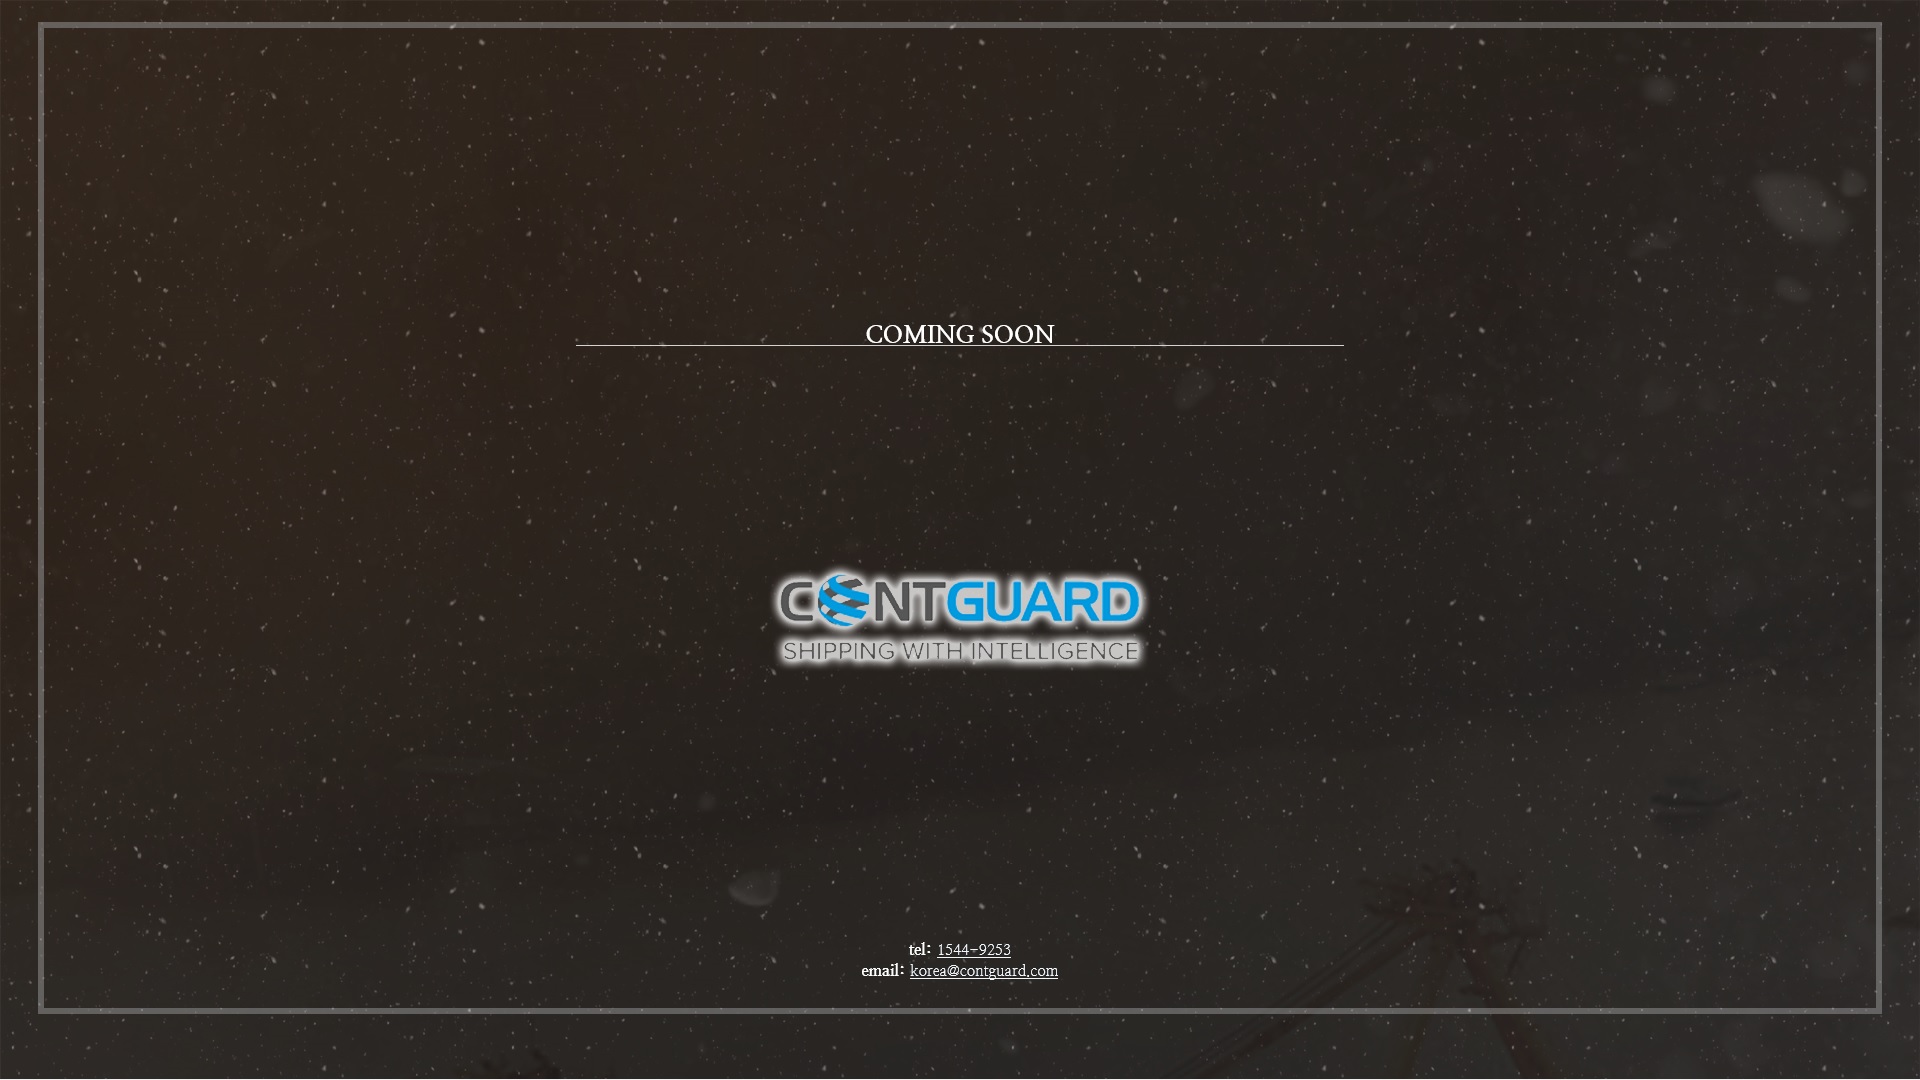 COMING SOON
CONTGUARD
SHIPPING WITH INTELLIGENCE
tel: 1544-9253
email: korea@contguard.com